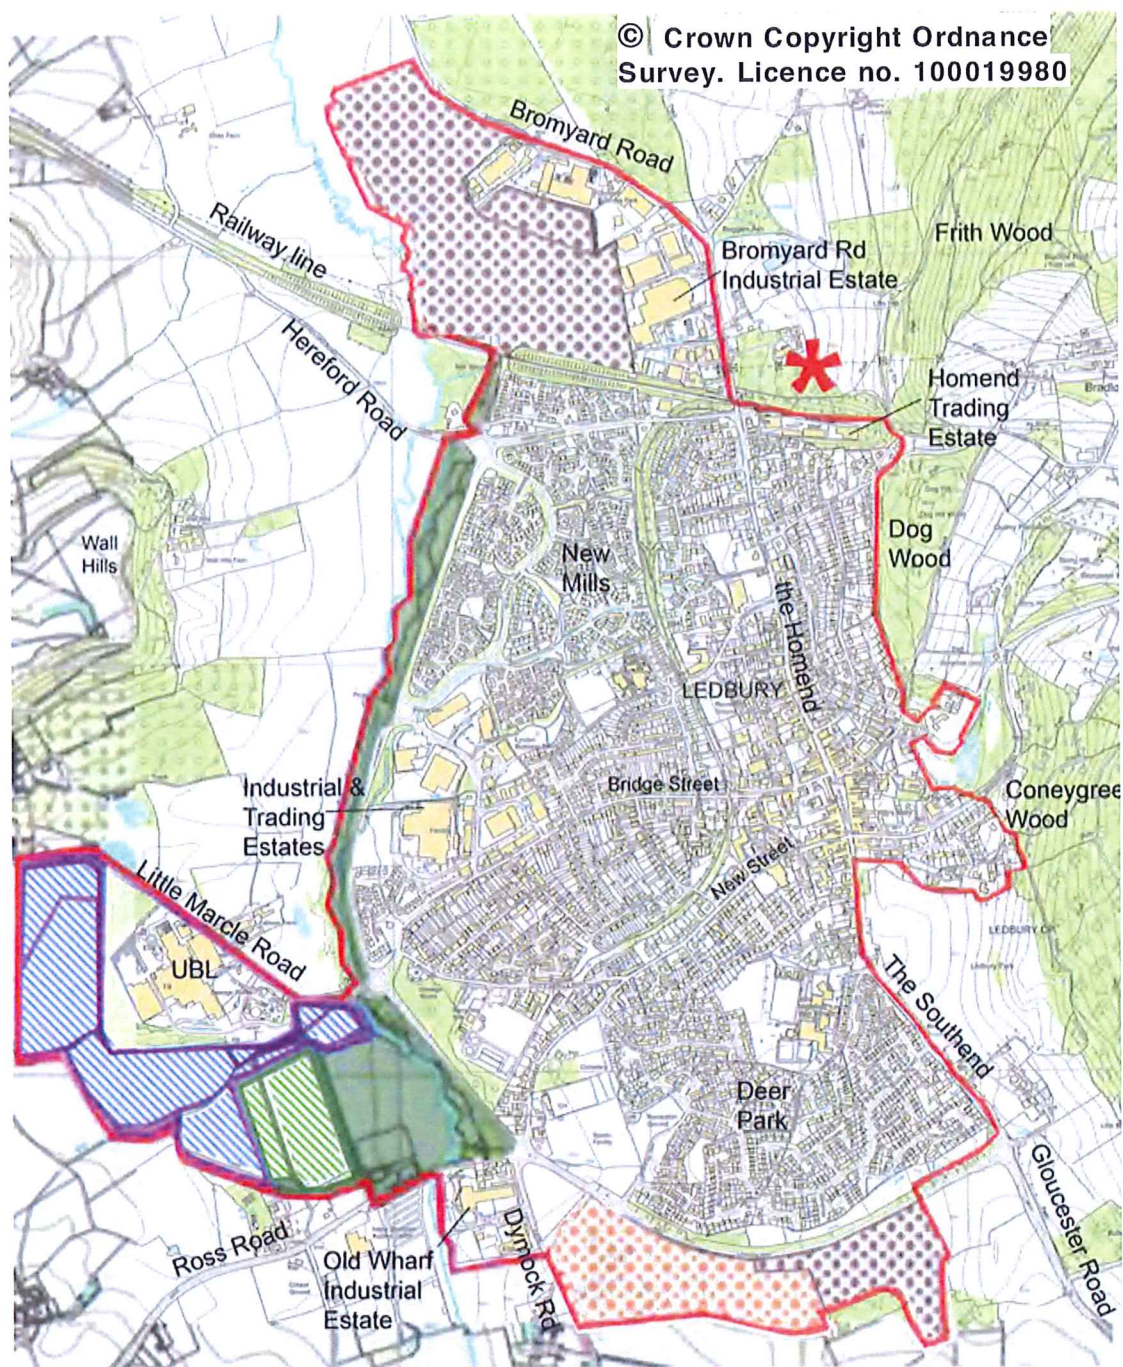 © Crown Copyright Ordnance
Survey. Licence no. 100019980
Bromyard Road
Frith Wood
Railway line
Bromyard Rd
Industrial Estate
Hereford Road
Homend
Trading
Estate
Wall
Hills
Dog
Wood
New
Mills
the Homend
LEDBURY
Industrial &
Trading
Estates
Bridge Street
Coneygree
Wood
Little Marcle Road
New Street
UBL
LEDBURY CP
The Southend
Deer
Park
Gloucester Road
Ross Road
Dymock Rd
Old Wharf
Industrial
Estate